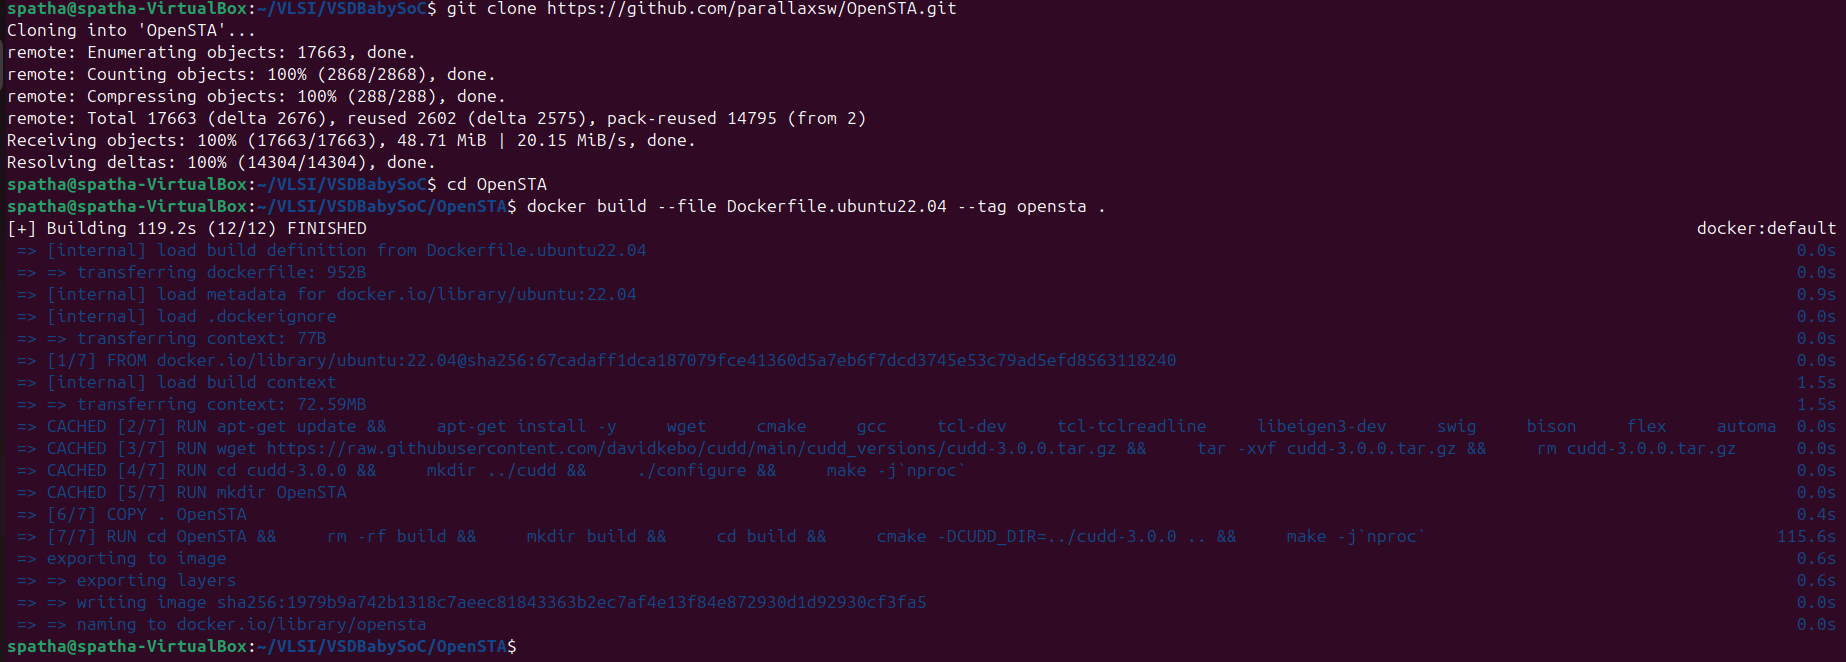 spatha@spatha-VirtualBox:~/VLSI/VSDBabySoC$ git clone https://github.com/parallaxsw/OpenSTA.git
Cloning into 'OpenSTA'...
remote: Enumerating objects: 17663, done.
remote: Counting objects: 100% (2868/2868), done.
remote: Compressing objects: 100% (288/288), done.
remote: Total 17663 (delta 2676), reused 2602 (delta 2575), pack-reused 14795 (from 2)
Receiving objects: 100% (17663/17663), 48.71 MiB | 20.15 MiB/s, done.
Resolving deltas: 100% (14304/14304), done.
spatha@spatha-VirtualBox:~/VLSI/VSDBabySoC$ cd OpenSTA
spatha@spatha-VirtualBox:~/VLSI/VSDBabySoC/OpenSTA$ docker build --file Dockerfile.ubuntu22.04 --tag opensta .
[+] Building 119.2s (12/12) FINISHED docker:default
=> [internal] load build definition from Dockerfile.ubuntu22.04 0.0s
=> => transferring dockerfile: 952B 0.0s
=> [internal] load metadata for docker.io/library/ubuntu:22.04 0.9s
=> [internal] load .dockerignore 0.0s
=> => transferring context: 77B 0.0s
=> [1/7] FROM docker.io/library/ubuntu:22.04@sha256:67cadaff1dca187079fce41360d5a7eb6f7dcd3745e53c79ad5efd8563118240 0.0s
=> [internal] load build context 1.5s
=> => transferring context: 72.59MB 1.5s
=> CACHED [2/7] RUN apt-get update && apt-get install -y wget cmake gcc tcl-dev tcl-tclreadline libeigen3-dev swig bison flex automa 0.0s
=> CACHED [3/7] RUN wget https://raw.githubusercontent.com/davidkebo/cudd/main/cudd_versions/cudd-3.0.0.tar.gz && tar -xvf cudd-3.0.0.tar.gz && rm cudd-3.0.0.tar.gz 0.0s
=> CACHED [4/7] RUN cd cudd-3.0.0 && mkdir ../cudd && ./configure && make -j`nproc` 0.0s
=> CACHED [5/7] RUN mkdir OpenSTA 0.0s
=> [6/7] COPY . OpenSTA 0.4s
=> [7/7] RUN cd OpenSTA && rm -rf build && mkdir build && cd build && cmake -DCUDD_DIR=../cudd-3.0.0 .. && make -j`nproc` 115.6s
=> exporting to image 0.6s
=> => exporting layers 0.6s
=> => writing image sha256:1979b9a742b1318c7aeec81843363b2ec7af4e13f84e872930d1d92930cf3fa5 0.0s
=> => naming to docker.io/library/opensta 0.0s
spatha@spatha-VirtualBox:~/VLSI/VSDBabySoC/OpenSTA$